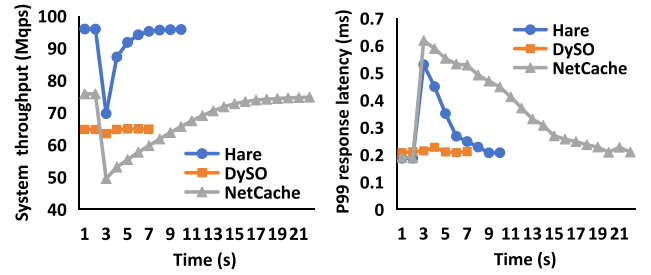 System throughput (Mqps)
100
90
80
70
60
50
40
Hare
DySO
NetCache
1 3 5 7 9 11 13 15 17 19 21
Time (s)
P99 response latency (ms)
0.7
0.6
0.5
0.4
0.3
0.2
0.1
0
Hare
DySO
NetCache
1 3 5 7 9 11 13 15 17 19 21
Time (s)